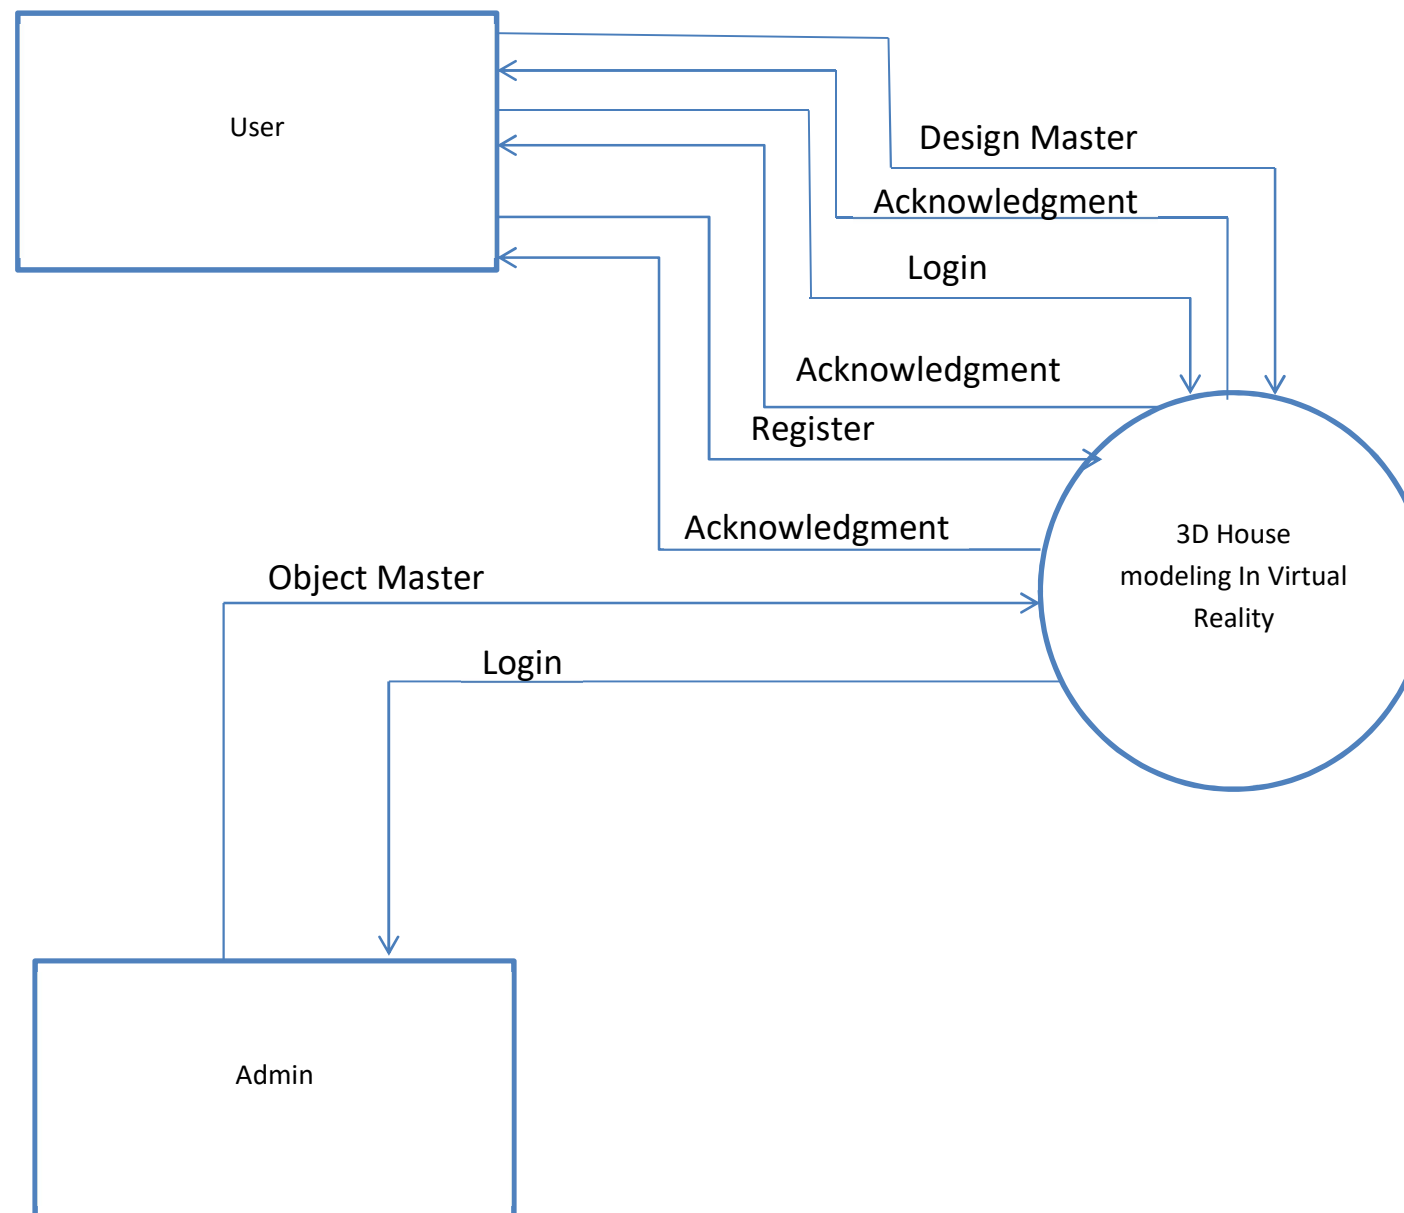 User
Design Master
Acknowledgment
Login
Acknowledgment
Register
Acknowledgment
3D House
modeling In Virtual
Reality
Object Master
Login
Admin